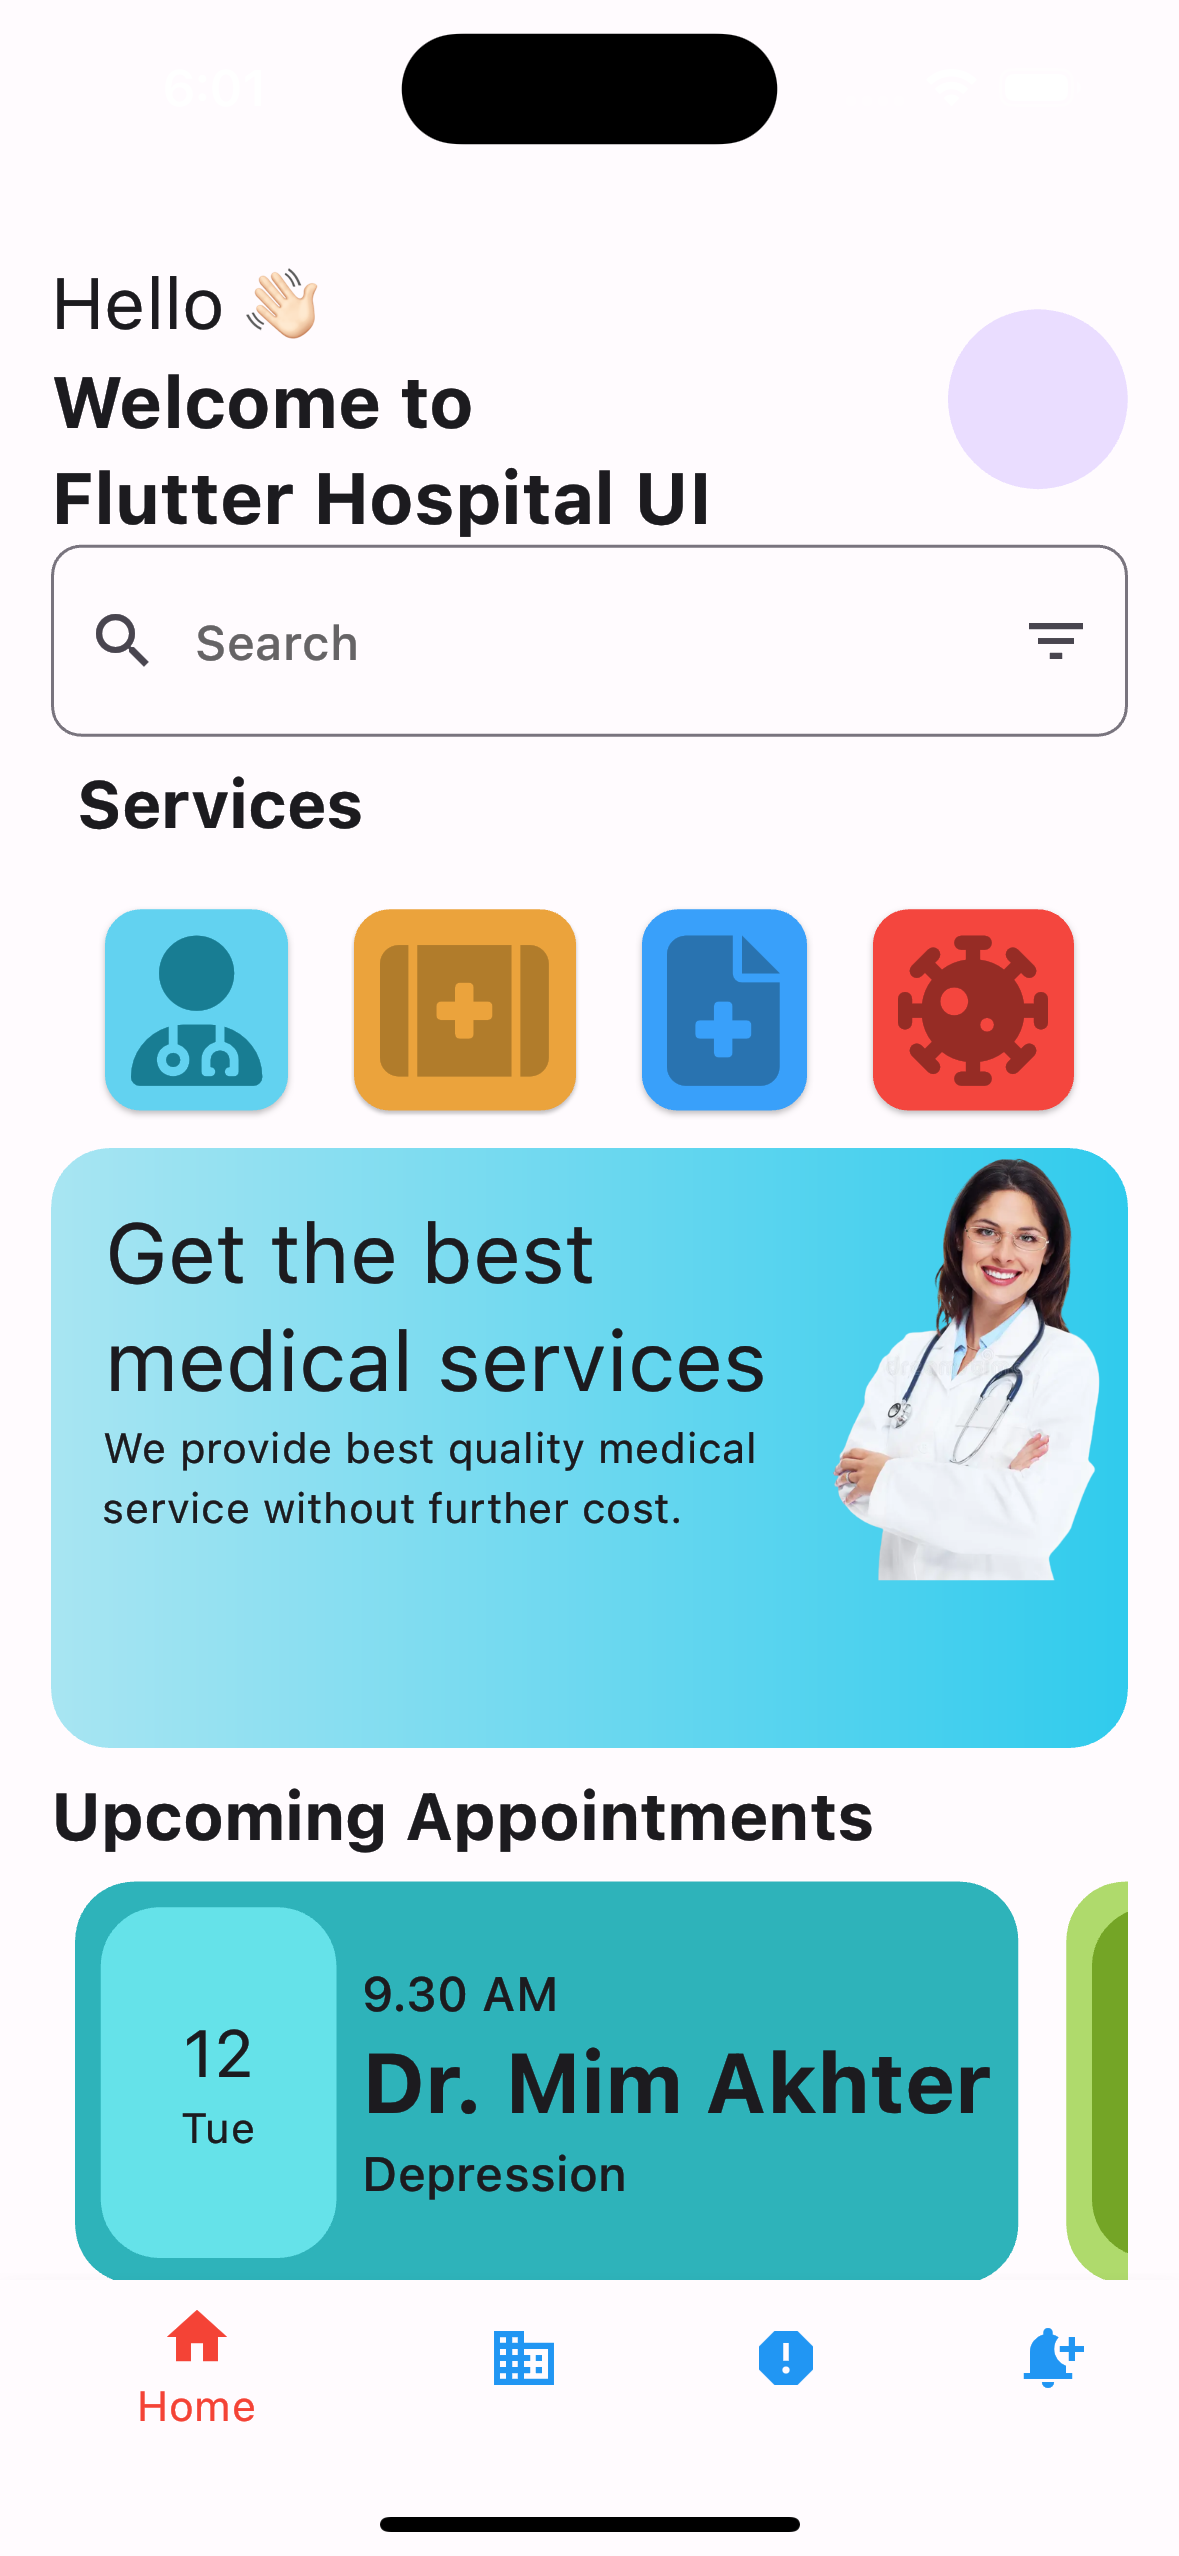 6:01
Hello 👋🏻
Welcome to
Flutter Hospital UI
Search
Services
Get the best
medical services
We provide best quality medical
service without further cost.
Upcoming Appointments
12
Tue
9.30 AM
Dr. Mim Akhter
Depression
Home